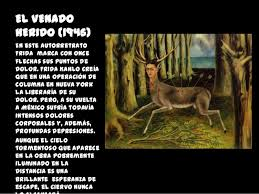 EL VENADO
HERIDO (1946)
EN ESTE AUTORRETRATO
FRIDA MARCA CON ONCE
FLECHAS SUS PUNTOS DE
DOLOR. FRIDA KAHLO CREÍA
QUE EN UNA OPERACIÓN DE
COLUMNA EN NUEVA YORK
LA LIBERARÍA DE SU
DOLOR. PERO, A SU VUELTA
A MÉXICO SUFRÍA TODAVÍA
INTENSOS DOLORES
CORPORALES Y, ADEMÁS,
PROFUNDAS DEPRESIONES.
AUNQUE EL CIELO
TORMENTOSO QUE APARECE
EN LA OBRA POBREMENTE
ILUMINADO EN LA
DISTANCIA ES UNA
BRILLANTE ESPERANZA DE
ESCAPE, EL CIERVO NUNCA